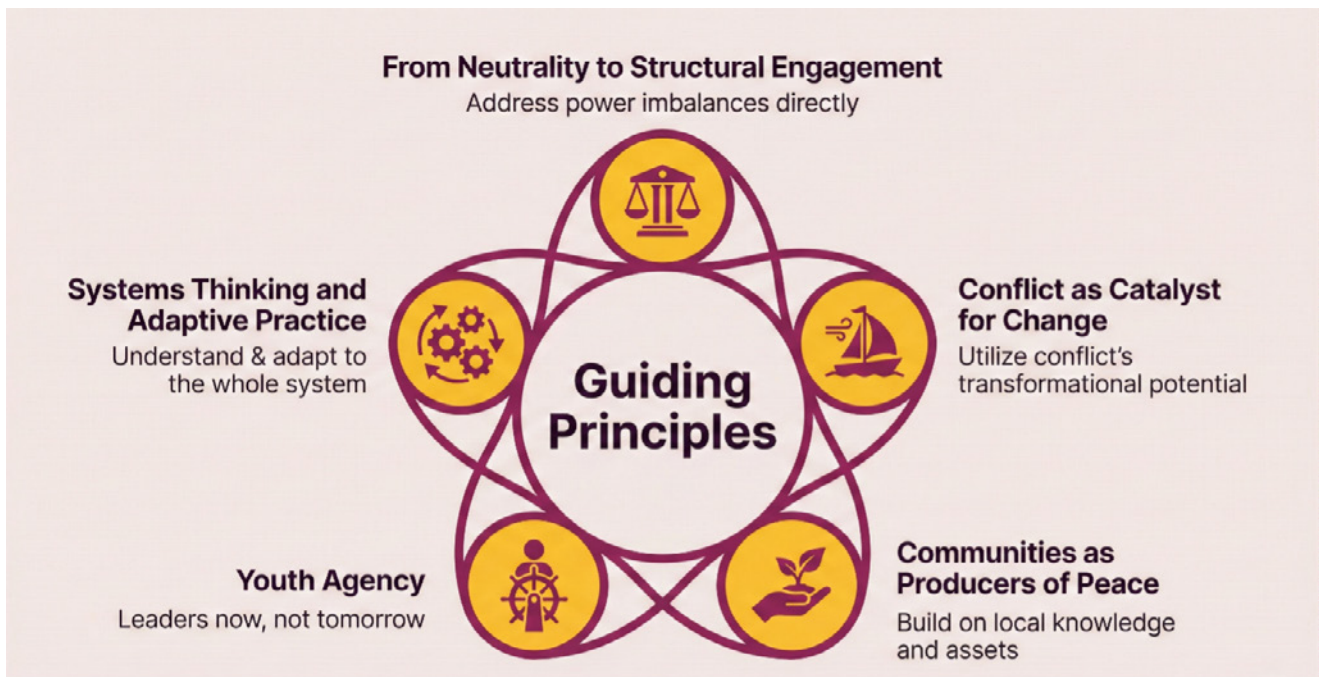 From Neutrality to Structural Engagement
Address power imbalances directly
Systems Thinking and
Adaptive Practice
Understand & adapt to
the whole system
Conflict as Catalyst
for Change
Utilize conflict's
transformational potential
Guiding
Principles
Youth Agency
Leaders now, not tomorrow
Communities as
Producers of Peace
Build on local knowledge
and assets